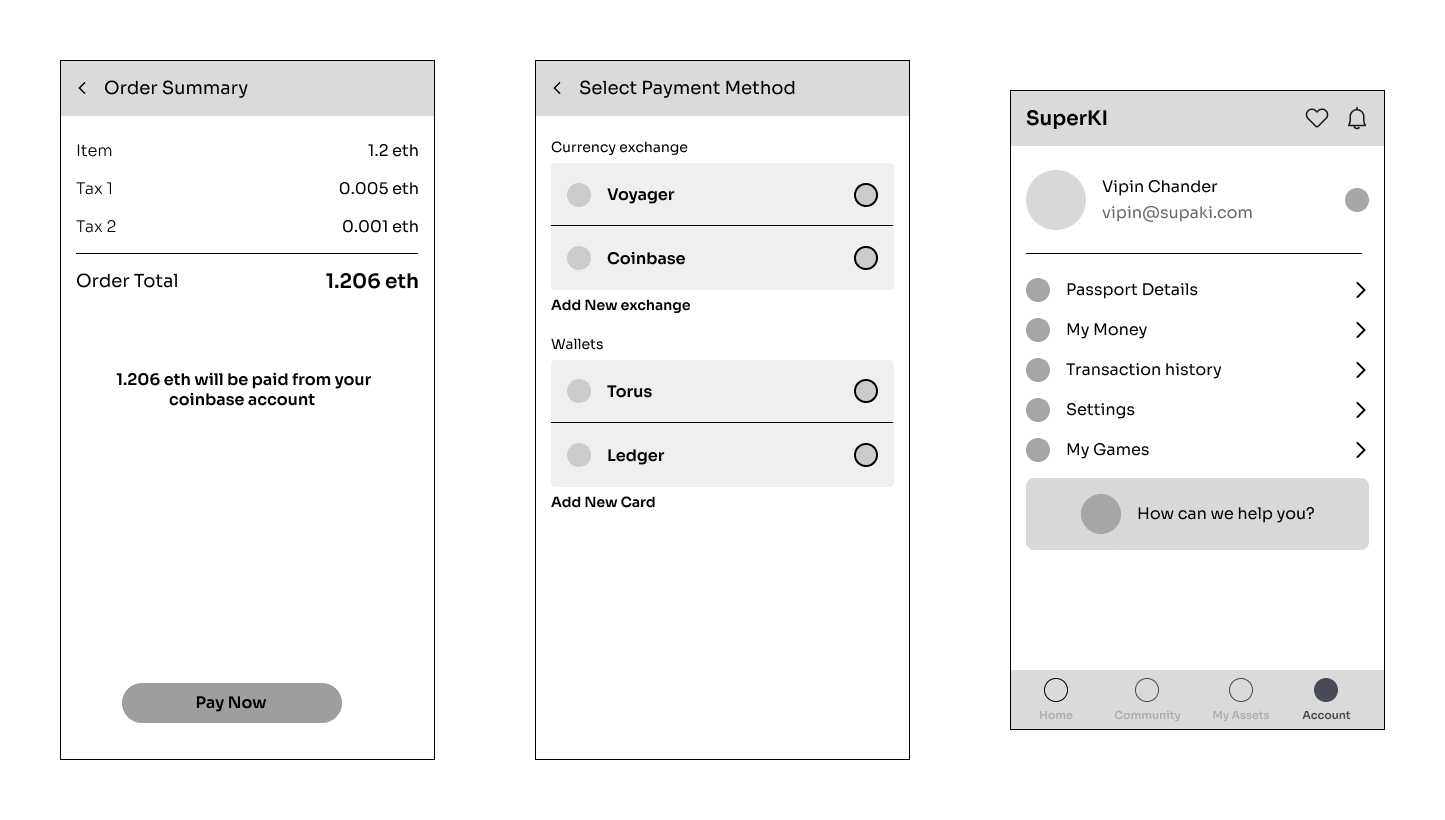 Order Summary
Item 1.2 eth
Tax 1 0.005 eth
Tax 2 0.001 eth
Order Total 1.206 eth
1.206 eth will be paid from your
coinbase account
Pay Now
Select Payment Method
Currency exchange
Voyager
Coinbase
Add New exchange
Wallets
Torus
Ledger
Add New Card
SuperKI
Vipin Chander
vipin@supaki.com
Passport Details
My Money
Transaction history
Settings
My Games
How can we help you?
Home Community My Assets Account